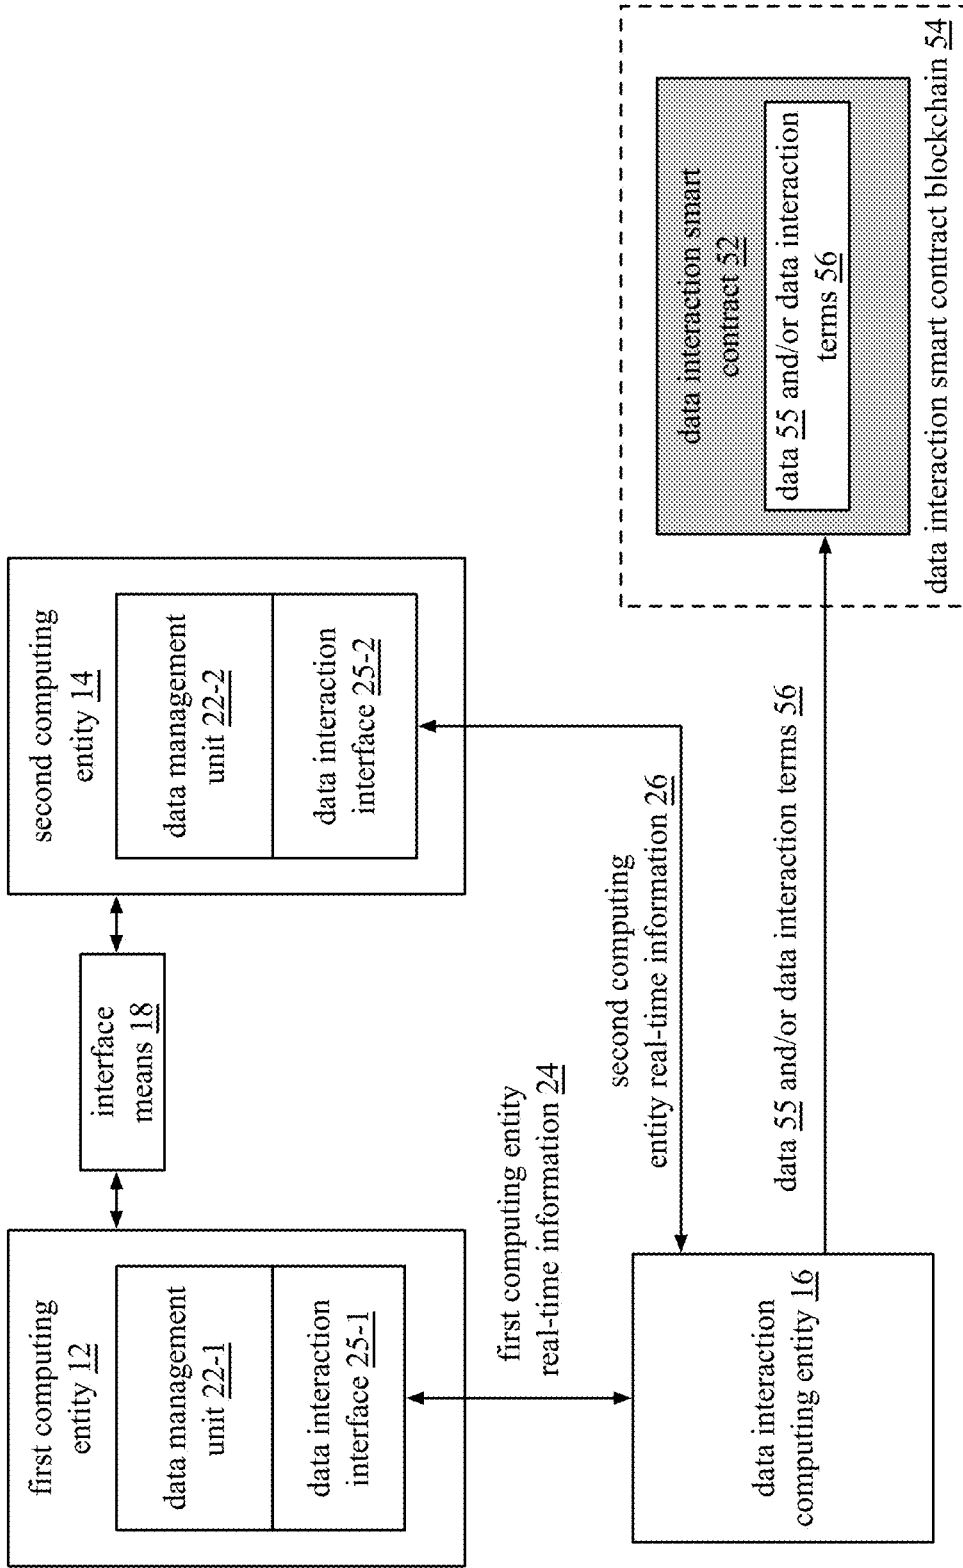 first computing
entity 12
data management
unit 22-1
data interaction
interface 25-1
interface
means 18
second computing
entity 14
data management
unit 22-2
data interaction
interface 25-2
first computing entity
real-time information 24
second computing
entity real-time information 26
data interaction
computing entity 16
data 55 and/or data interaction terms 56
data interaction smart
contract 52
data 55 and/or data interaction
terms 56
data interaction smart contract blockchain 54